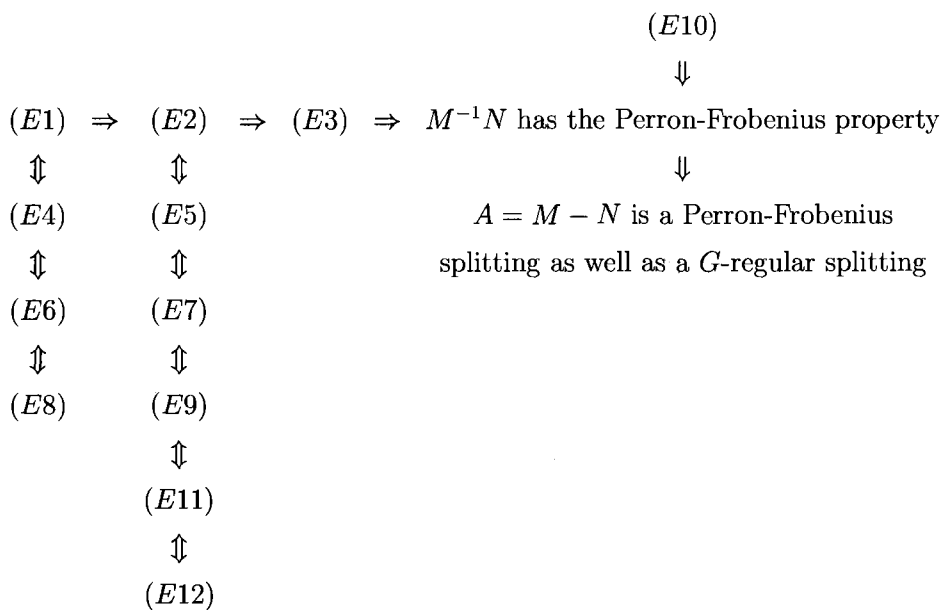 (E10)
⇓
(E1) ⇒ (E2) ⇒ (E3) ⇒ M⁻¹N has the Perron-Frobenius property
⇕ ⇕ ⇓
(E4) (E5) A = M − N is a Perron-Frobenius
⇕ ⇕ splitting as well as a G-regular splitting
(E6) (E7)
⇕ ⇕
(E8) (E9)
⇕
(E11)
⇕
(E12)